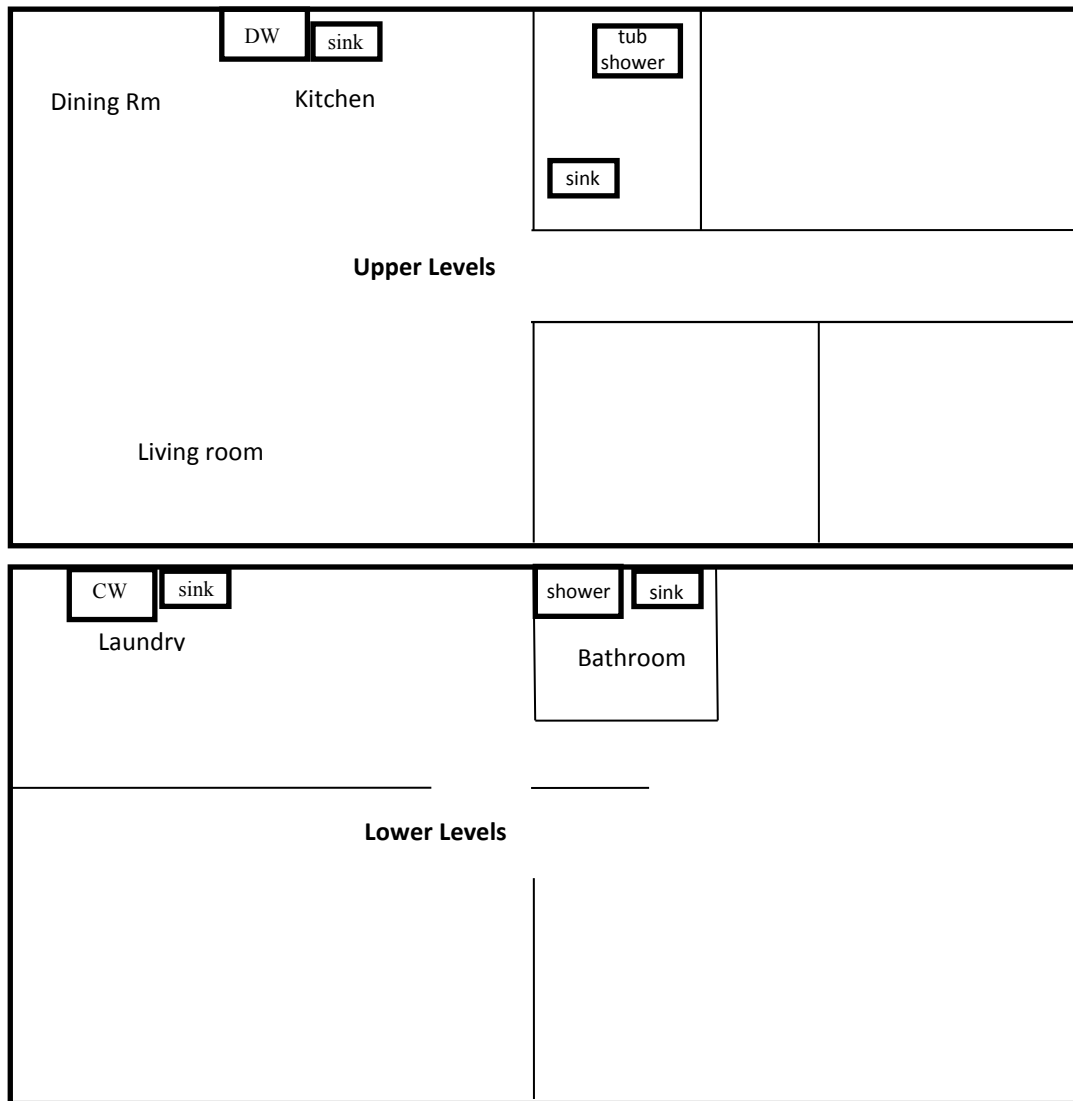 DW
sink
tub
shower
Dining Rm
Kitchen
sink
Upper Levels
Living room
CW
sink
shower
sink
Laundry
Bathroom
Lower Levels